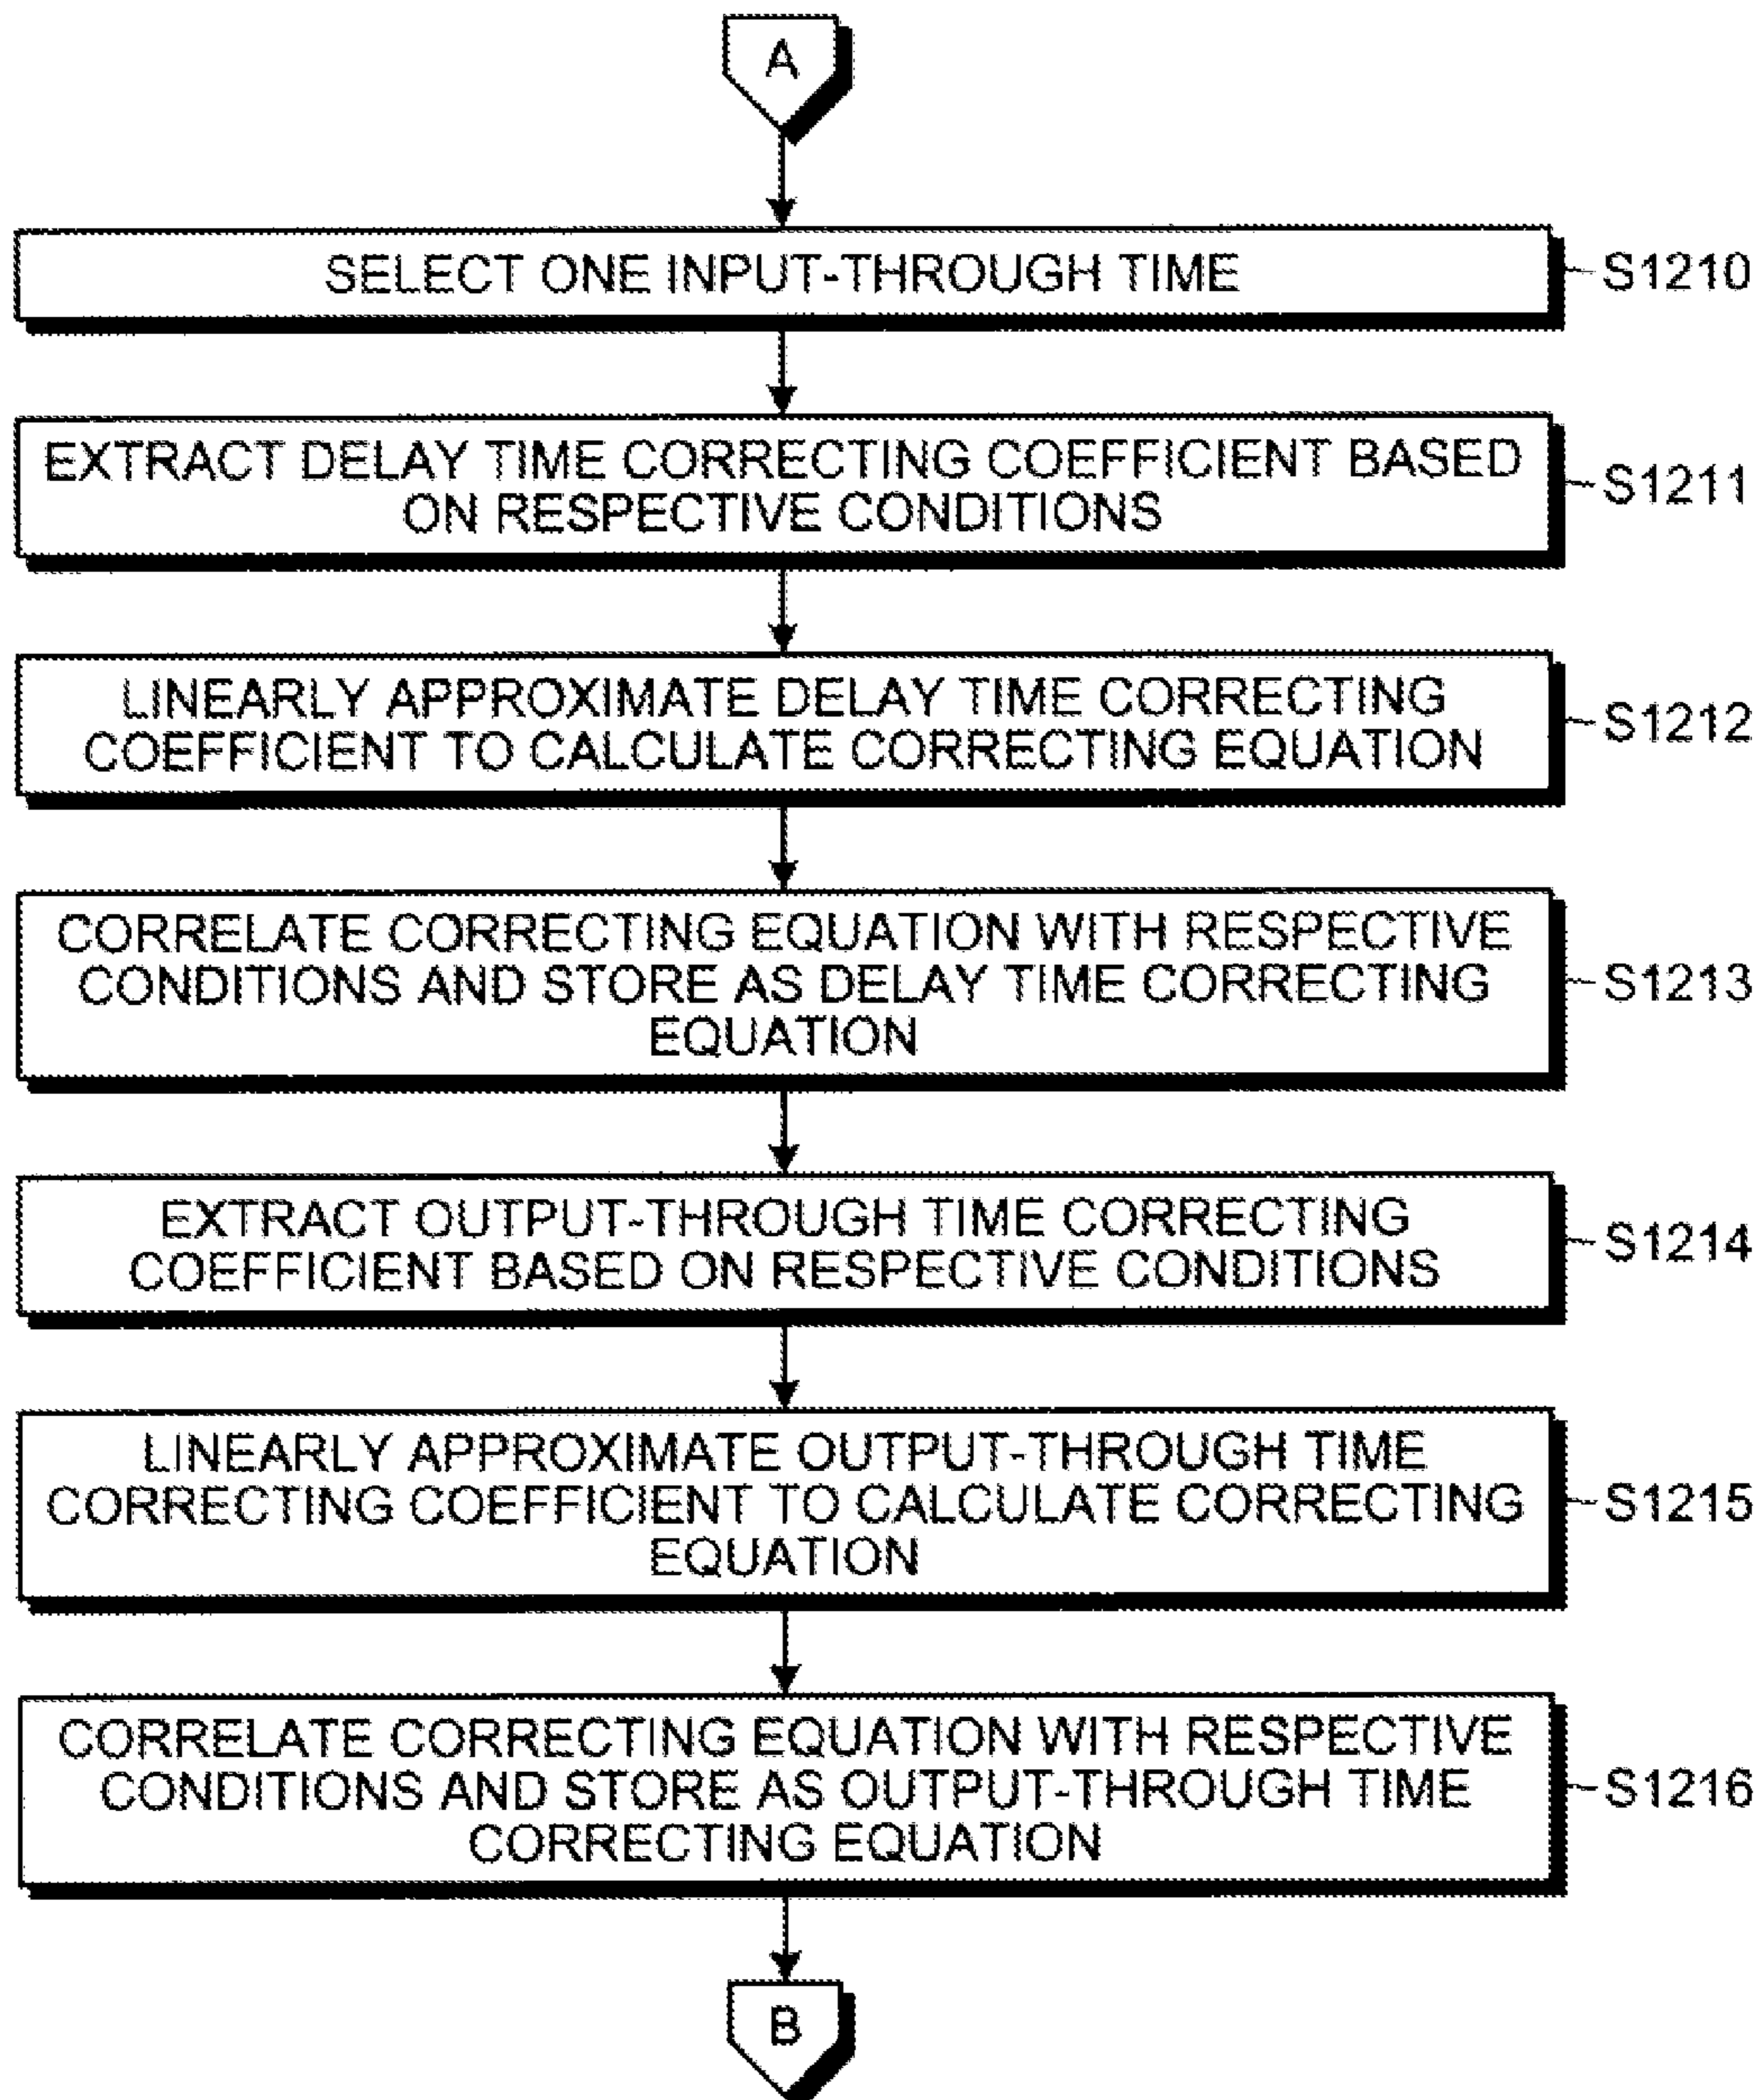 A
SELECT ONE INPUT-THROUGH TIME
S1210
EXTRACT DELAY TIME CORRECTING COEFFICIENT BASED
ON RESPECTIVE CONDITIONS
S1211
LINEARLY APPROXIMATE DELAY TIME CORRECTING
COEFFICIENT TO CALCULATE CORRECTING EQUATION
S1212
CORRELATE CORRECTING EQUATION WITH RESPECTIVE
CONDITIONS AND STORE AS DELAY TIME CORRECTING
EQUATION
S1213
EXTRACT OUTPUT-THROUGH TIME CORRECTING
COEFFICIENT BASED ON RESPECTIVE CONDITIONS
S1214
LINEARLY APPROXIMATE OUTPUT-THROUGH TIME
CORRECTING COEFFICIENT TO CALCULATE CORRECTING
EQUATION
S1215
CORRELATE CORRECTING EQUATION WITH RESPECTIVE
CONDITIONS AND STORE AS OUTPUT-THROUGH TIME
CORRECTING EQUATION
S1216
B